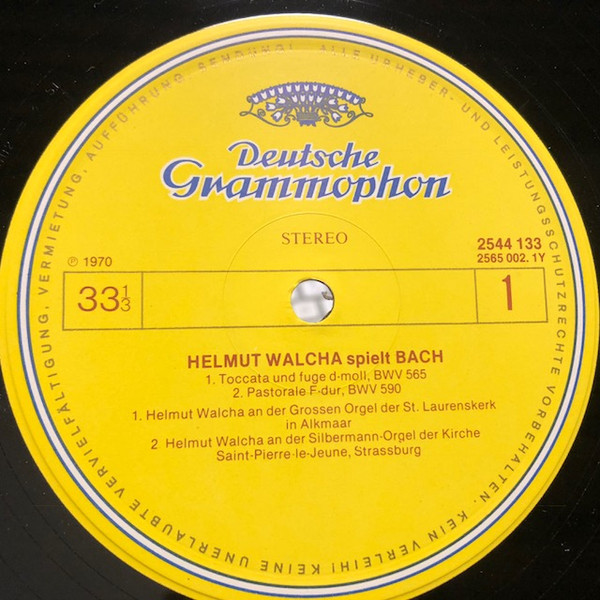 ALLE URHEBER- UND LEISTUNGSSCHUTZRECHTE VORBEHALTEN. KEIN VERLEIH! KEINE UNERLAUBTE VERVIELFÄLTIGUNG, VERMIETUNG, AUFFÜHRUNG, SENDUNG!
Deutsche
Grammophon
STEREO
2544 133
2565 002. 1Y
℗ 1970
33⅓
1
HELMUT WALCHA spielt BACH
1. Toccata und fuge d-moll, BWV 565
2. Pastorale F-dur, BWV 590
1. Helmut Walcha an der Grossen Orgel der St. Laurenskerk
in Alkmaar
2 Helmut Walcha an der Silbermann-Orgel der Kirche
Saint-Pierre-le-Jeune, Strassburg